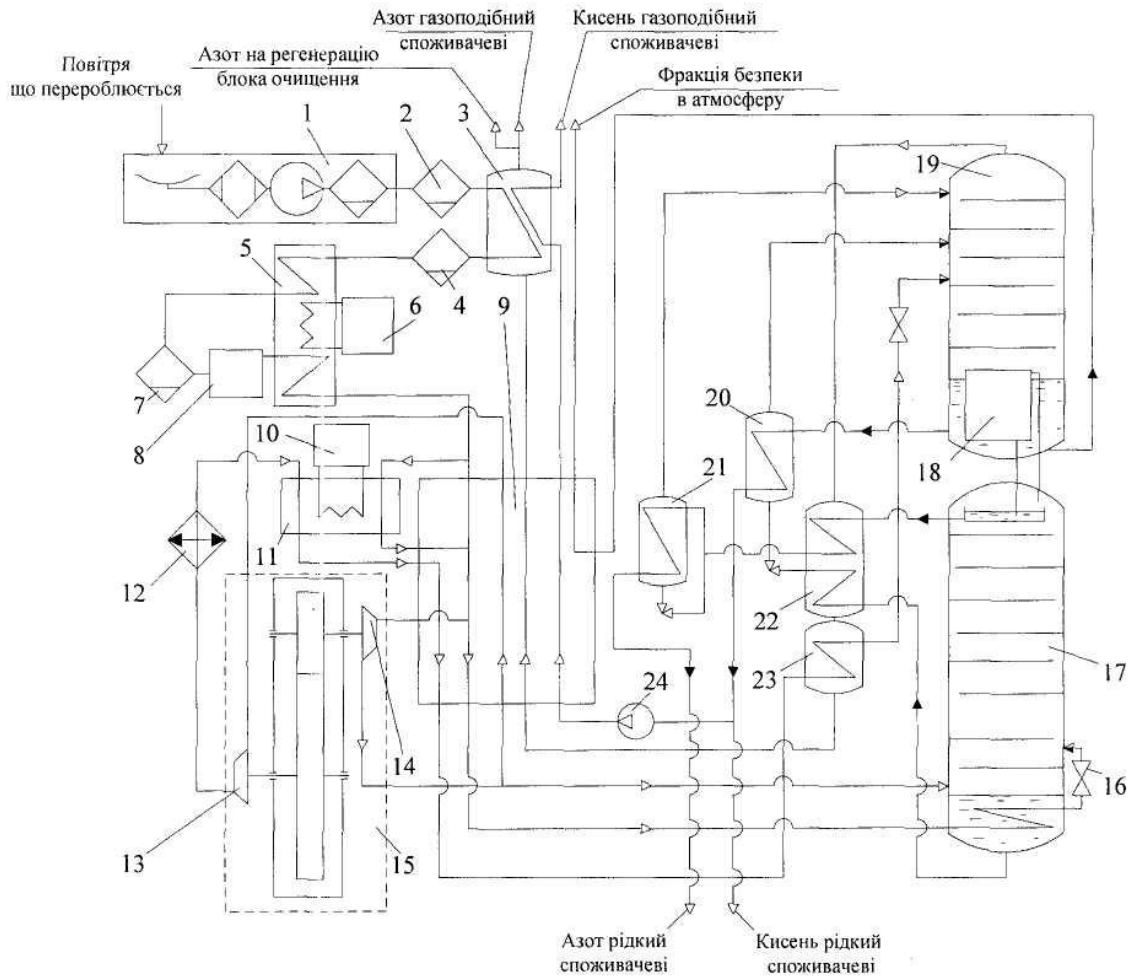 Азот газоподібний
споживачеві
Кисень газоподібний
споживачеві
Азот на регенерацію
блока очищення
Фракція безпеки
в атмосферу
Повітря
що перероблюється
1
2
3
19
5
4
6
9
7
8
20
10
18
21
11
12
22
17
23
24
14
16
13
15
Азот рідкий
споживачеві
Кисень рідкий
споживачеві